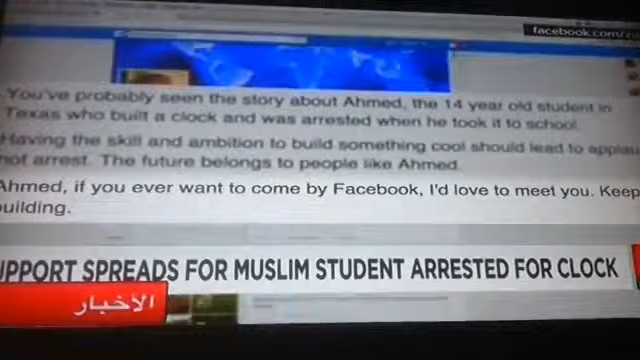 facebook.com/z
You've probably seen the story about Ahmed, the 14 year old student in
Texas who built a clock and was arrested when he took it to school.
Having the skill and ambition to build something cool should lead to applau
not arrest. The future belongs to people like Ahmed.
Ahmed, if you ever want to come by Facebook, I'd love to meet you. Keep
uilding.
UPPORT SPREADS FOR MUSLIM STUDENT ARRESTED FOR CLOCK
الأخبار